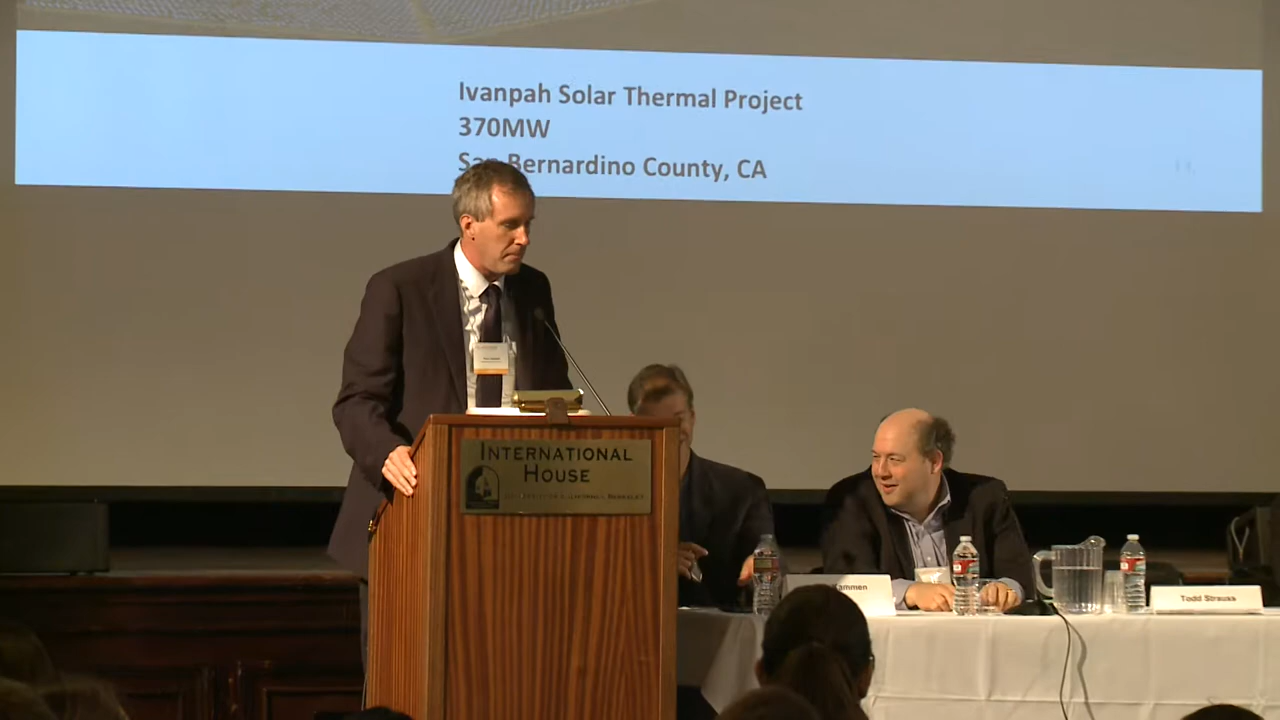 Ivanpah Solar Thermal Project
370MW
San Bernardino County, CA
INTERNATIONAL
HOUSE
Todd Strauss